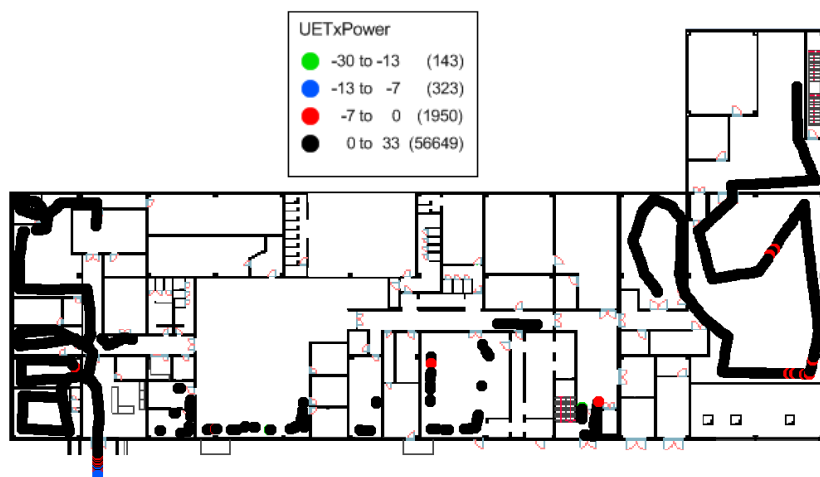 UETxPower
-30 to -13 (143)
-13 to -7 (323)
-7 to 0 (1950)
0 to 33 (56649)